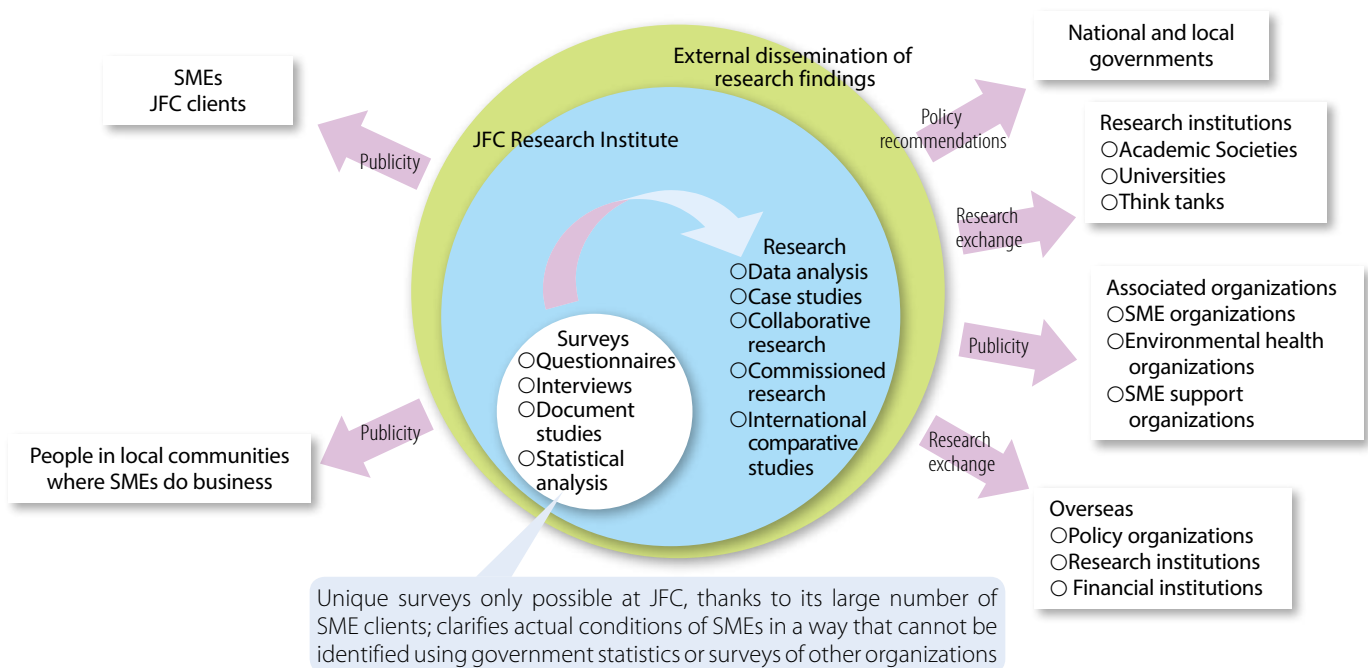 SMEs
JFC clients
Publicity
People in local communities
where SMEs do business
Publicity
External dissemination of
research findings
JFC Research Institute
Surveys
○Questionnaires
○Interviews
○Document
studies
○Statistical
analysis
Research
○Data analysis
○Case studies
○Collaborative
research
○Commissioned
research
○International
comparative
studies
Policy
recommendations
National and local
governments
Research
exchange
Research institutions
○Academic Societies
○Universities
○Think tanks
Publicity
Associated organizations
○SME organizations
○Environmental health
organizations
○SME support
organizations
Research
exchange
Overseas
○Policy organizations
○Research institutions
○ Financial institutions
Unique surveys only possible at JFC, thanks to its large number of
SME clients; clarifies actual conditions of SMEs in a way that cannot be
identified using government statistics or surveys of other organizations